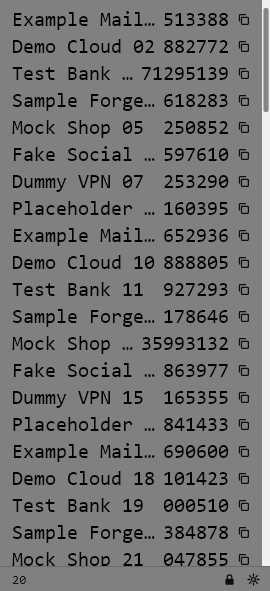 Example Mail… 513388
Demo Cloud 02 882772
Test Bank … 71295139
Sample Forge… 618283
Mock Shop 05 250852
Fake Social … 597610
Dummy VPN 07 253290
Placeholder … 160395
Example Mail… 652936
Demo Cloud 10 888805
Test Bank 11 927293
Sample Forge… 178646
Mock Shop … 35993132
Fake Social … 863977
Dummy VPN 15 165355
Placeholder … 841433
Example Mail… 690600
Demo Cloud 18 101423
Test Bank 19 000510
Sample Forge… 384878
Mock Shop 21 047855
20